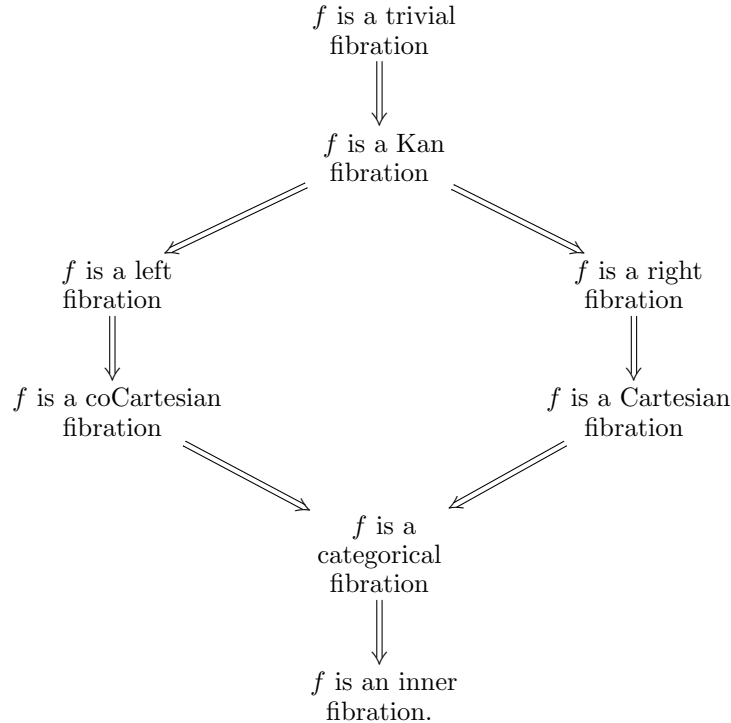 f is a trivial
fibration
f is a Kan
fibration
f is a left
fibration
f is a right
fibration
f is a coCartesian
fibration
f is a Cartesian
fibration
f is a
categorical
fibration
f is an inner
fibration.